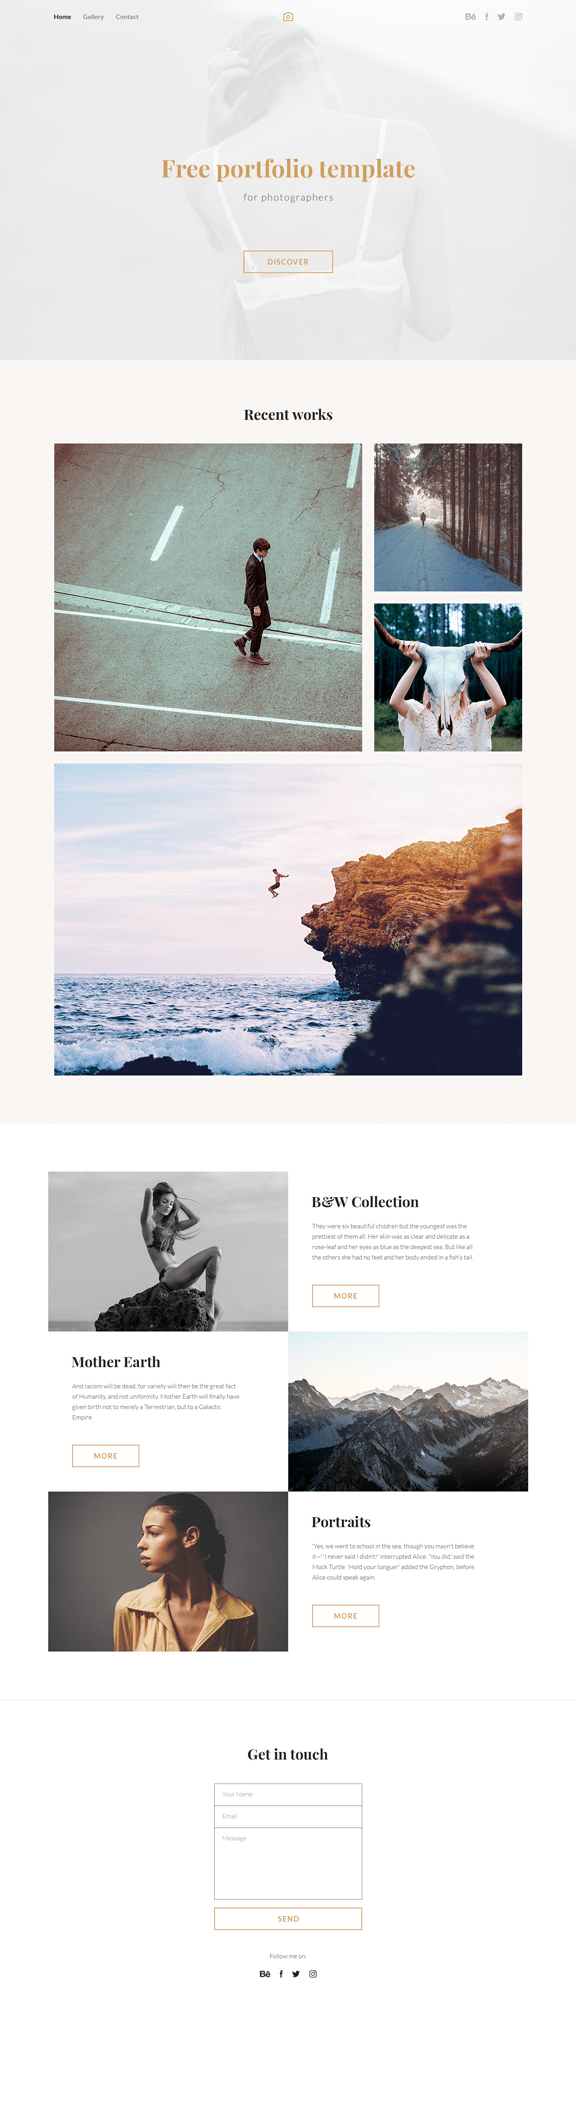 Home Gallery Contact
Bē
Free portfolio template
for photographers
DISCOVER
Recent works
B&W Collection
They were six beautiful children but the youngest was the
prettiest of them all. Her skin was as clear and delicate as a
rose-leaf and her eyes as blue as the deepest sea. But like all
the others she had no feet and her body ended in a fish's tail.
MORE
Mother Earth
And racism will be dead, for variety will then be the great fact
of Humanity, and not uniformity. Mother Earth will finally have
given birth not to merely a Terrestrian, but to a Galactic
Empire
MORE
Portraits
"Yes, we went to school in the sea, though you mayn't believe
it—' 'I never said I didn't!' interrupted Alice. 'You did,' said the
Mock Turtle. 'Hold your tongue!' added the Gryphon, before
Alice could speak again.
MORE
Get in touch
Your Name
Email
Message
SEND
Follow me on:
Bē